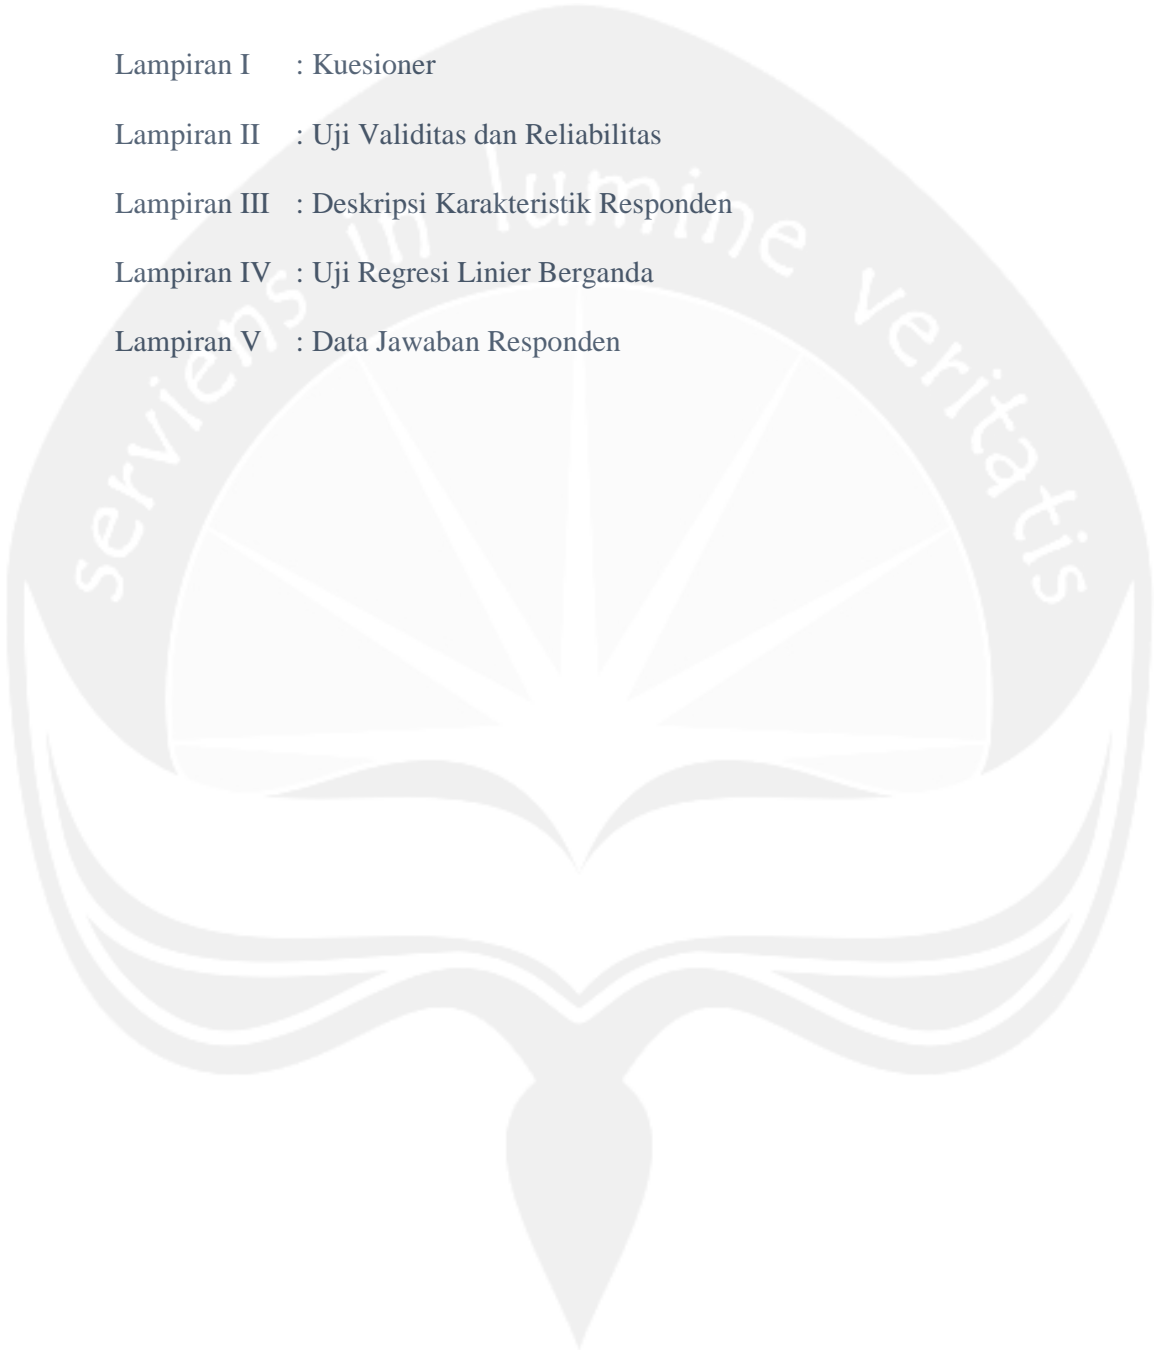 Lampiran I : Kuesioner
Lampiran II : Uji Validitas dan Reliabilitas
Lampiran III : Deskripsi Karakteristik Responden
Lampiran IV : Uji Regresi Linier Berganda
Lampiran V : Data Jawaban Responden
serviens in lumine veritatis